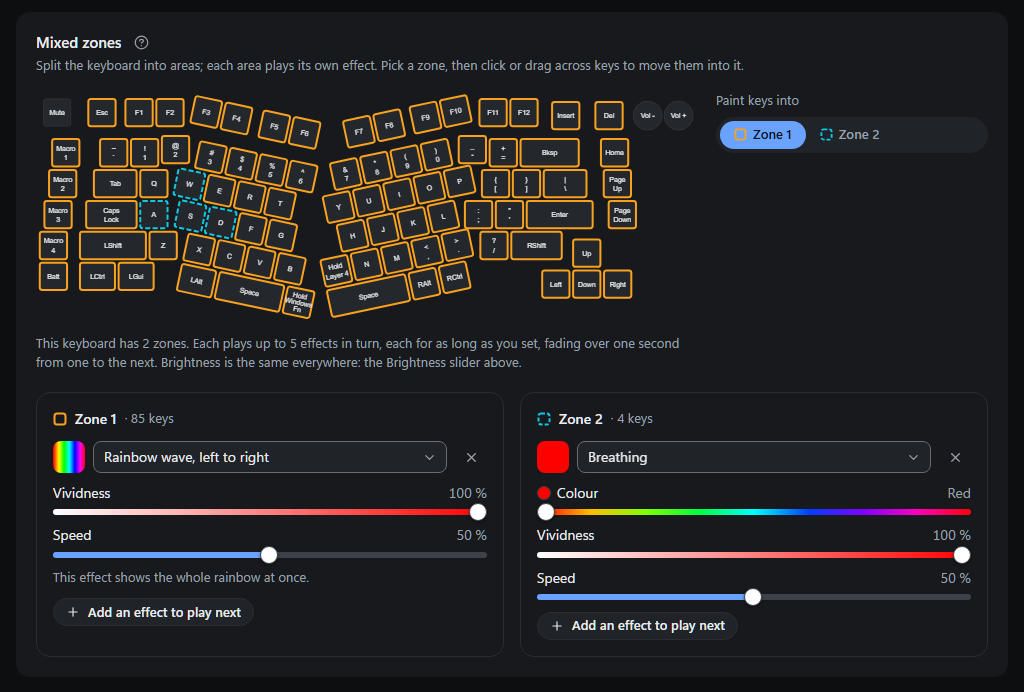 Mixed zones ?
Split the keyboard into areas; each area plays its own effect. Pick a zone, then click or drag across keys to move them into it.
Paint keys into
Zone 1 Zone 2
Mute Esc F1 F2 F3 F4 F5 F6 F7 F8 F9 F10 F11 F12 Insert Del Vol - Vol +
Macro 1 ~ - ! 1 @ 2 # 3 $ 4 % 5 ^ 6 & 7 * 8 ( 9 ) 0 _ - + = Bksp Home
Macro 2 Tab Q W E R T Y U I O P { [ } ] | \ Page Up
Macro 3 Caps Lock A S D F G H J K L : ; Enter Page Down
Macro 4 LShift Z X C V B Hold Layer 4 N M < , > . ? / RShift Up
Batt LCtrl LGui LAlt Space Hold Windows Fn Space RAlt RCtrl Left Down Right
This keyboard has 2 zones. Each plays up to 5 effects in turn, each for as long as you set, fading over one second
from one to the next. Brightness is the same everywhere: the Brightness slider above.
Zone 1 · 85 keys
Rainbow wave, left to right
Vividness 100 %
Speed 50 %
This effect shows the whole rainbow at once.
+ Add an effect to play next
Zone 2 · 4 keys
Breathing
Colour Red
Vividness 100 %
Speed 50 %
+ Add an effect to play next